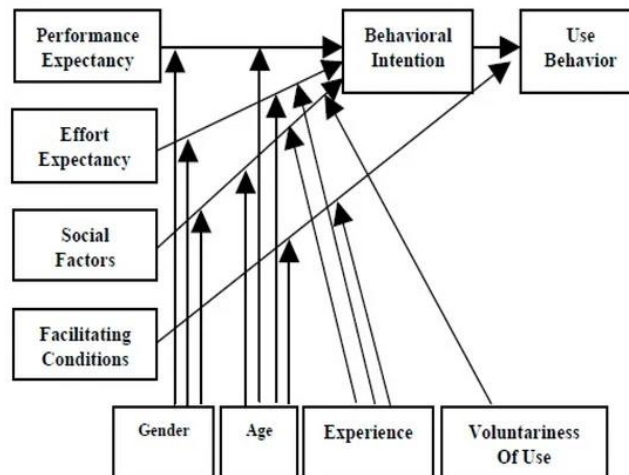 Performance
Expectancy
Behavioral
Intention
Use
Behavior
Effort
Expectancy
Social
Factors
Facilitating
Conditions
Gender
Age
Experience
Voluntariness
Of Use